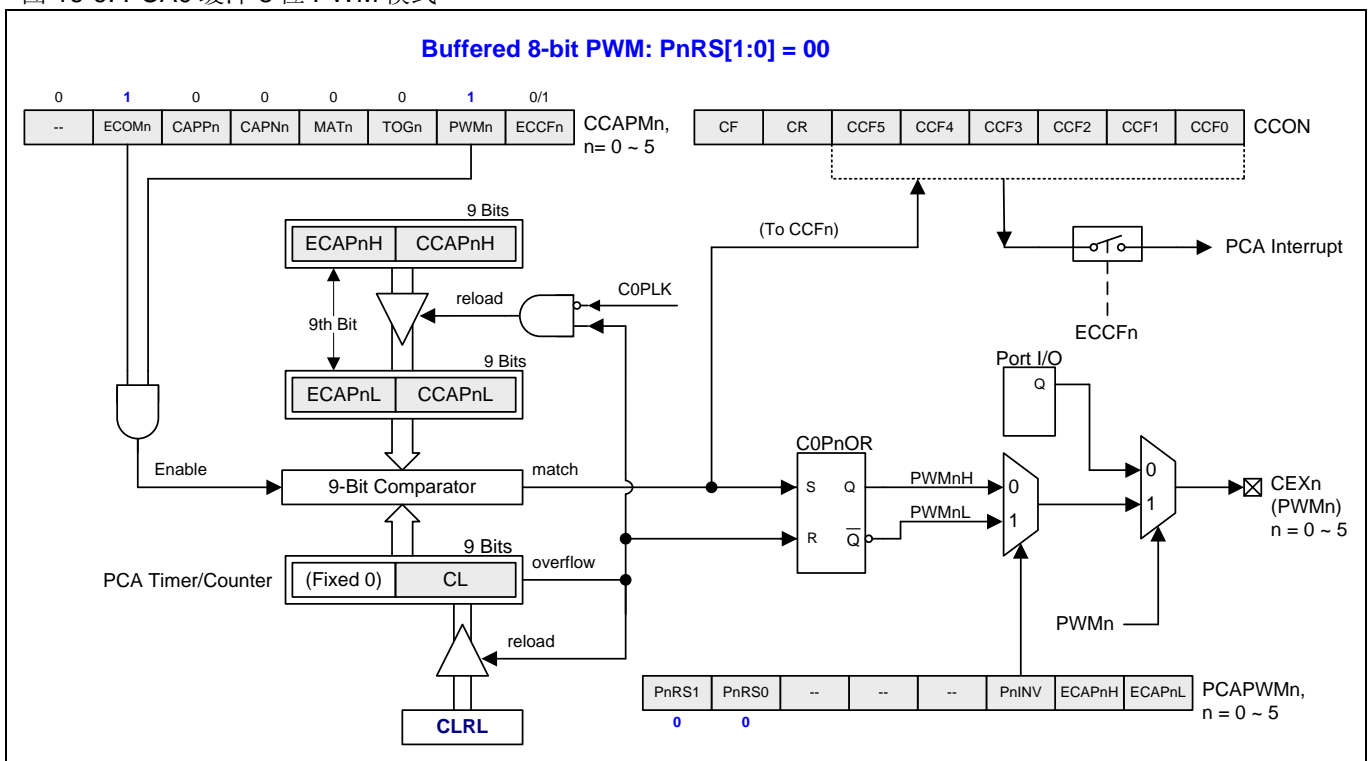 Buffered 8-bit PWM: PnRS[1:0] = 00
0 1 0 0 0 0 1 0/1
-- ECOMn CAPPn CAPNn MATn TOGn PWMn ECCFn
CCAPMn,
n= 0 ~ 5
CF CR CCF5 CCF4 CCF3 CCF2 CCF1 CCF0 CCON
9 Bits
ECAPnH CCAPnH
(To CCFn)
PCA Interrupt
reload
C0PLK
9th Bit
ECCFn
9 Bits
ECAPnL CCAPnL
Port I/O
Q
C0PnOR
Enable
9-Bit Comparator
match
S Q
PWMnH
0
1
PWMnL
R Q
0
1
CEXn
(PWMn)
n = 0 ~ 5
9 Bits
PCA Timer/Counter
(Fixed 0) CL
overflow
PWMn
reload
PnRS1 PnRS0 -- -- -- PnINV ECAPnH ECAPnL
PCAPWMn,
n = 0 ~ 5
0 0
CLRL